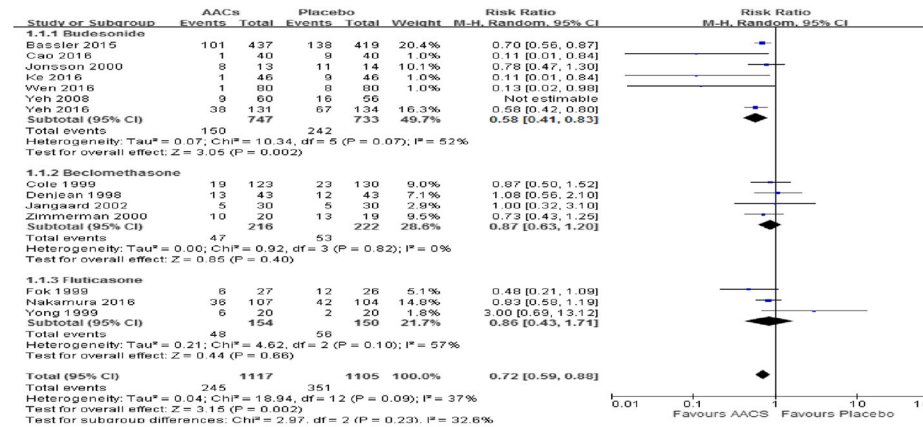 AACs Placebo Risk Ratio Risk Ratio
Study or Subgroup Events Total Events Total Weight M-H, Random, 95% CI M-H, Random, 95% CI
1.1.1 Budesonide
Bassler 2015 101 437 138 419 20.4% 0.70 [0.56, 0.87]
Cao 2016 1 40 9 40 1.0% 0.11 [0.01, 0.84]
Jonsson 2000 8 13 11 14 10.1% 0.78 [0.47, 1.30]
Ke 2016 1 46 9 46 1.0% 0.11 [0.01, 0.84]
Wen 2016 1 80 8 80 1.0% 0.13 [0.02, 0.98]
Yeh 2008 9 60 16 56 Not estimable
Yeh 2016 38 131 67 134 16.3% 0.58 [0.42, 0.80]
Subtotal (95% CI) 747 733 49.7% 0.58 [0.41, 0.83]
Total events 150 242
Heterogeneity: Tau² = 0.07; Chi² = 10.34, df = 5 (P = 0.07); I² = 52%
Test for overall effect: Z = 3.05 (P = 0.002)
1.1.2 Beclomethasone
Cole 1999 19 123 23 130 9.0% 0.87 [0.50, 1.52]
Denjean 1998 13 43 12 43 7.1% 1.08 [0.56, 2.10]
Jangaard 2002 5 30 5 30 2.9% 1.00 [0.32, 3.10]
Zimmerman 2000 10 20 13 19 9.5% 0.73 [0.43, 1.25]
Subtotal (95% CI) 216 222 28.6% 0.87 [0.63, 1.20]
Total events 47 53
Heterogeneity: Tau² = 0.00; Chi² = 0.92, df = 3 (P = 0.82); I² = 0%
Test for overall effect: Z = 0.85 (P = 0.40)
1.1.3 Fluticasone
Fok 1999 6 27 12 26 5.1% 0.48 [0.21, 1.09]
Nakamura 2016 36 107 42 104 14.8% 0.83 [0.58, 1.19]
Yong 1999 6 20 2 20 1.8% 3.00 [0.69, 13.12]
Subtotal (95% CI) 154 150 21.7% 0.86 [0.43, 1.71]
Total events 48 56
Heterogeneity: Tau² = 0.21; Chi² = 4.62, df = 2 (P = 0.10); I² = 57%
Test for overall effect: Z = 0.44 (P = 0.66)
Total (95% CI) 1117 1105 100.0% 0.72 [0.59, 0.88]
Total events 245 351
Heterogeneity: Tau² = 0.04; Chi² = 18.94, df = 12 (P = 0.09); I² = 37%
Test for overall effect: Z = 3.15 (P = 0.002)
Test for subgroup differences: Chi² = 2.97, df = 2 (P = 0.23), I² = 32.6%
0.01 0.1 1 10 100
Favours AACS Favours Placebo